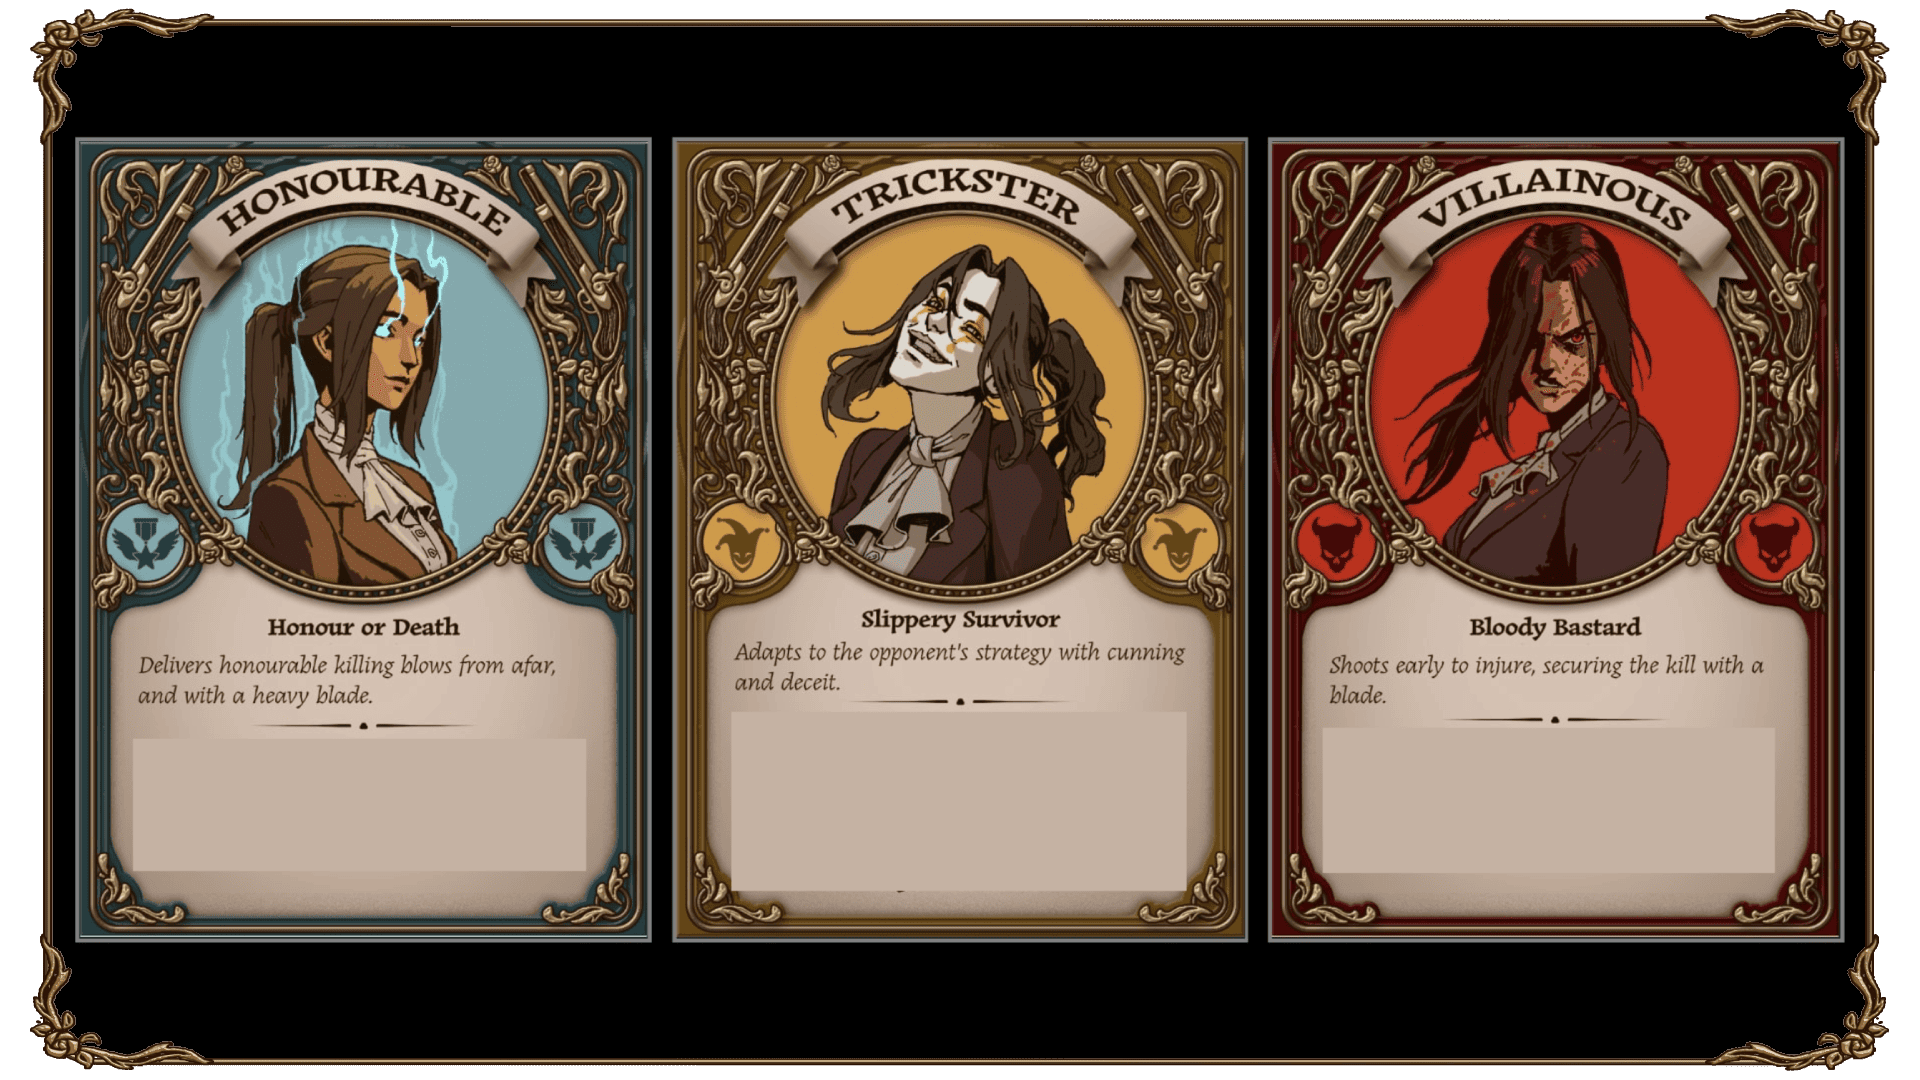 HONOURABLE
Honour or Death
Delivers honourable killing blows from afar,
and with a heavy blade.
TRICKSTER
Slippery Survivor
Adapts to the opponent's strategy with cunning
and deceit.
VILLAINOUS
Bloody Bastard
Shoots early to injure, securing the kill with a
blade.